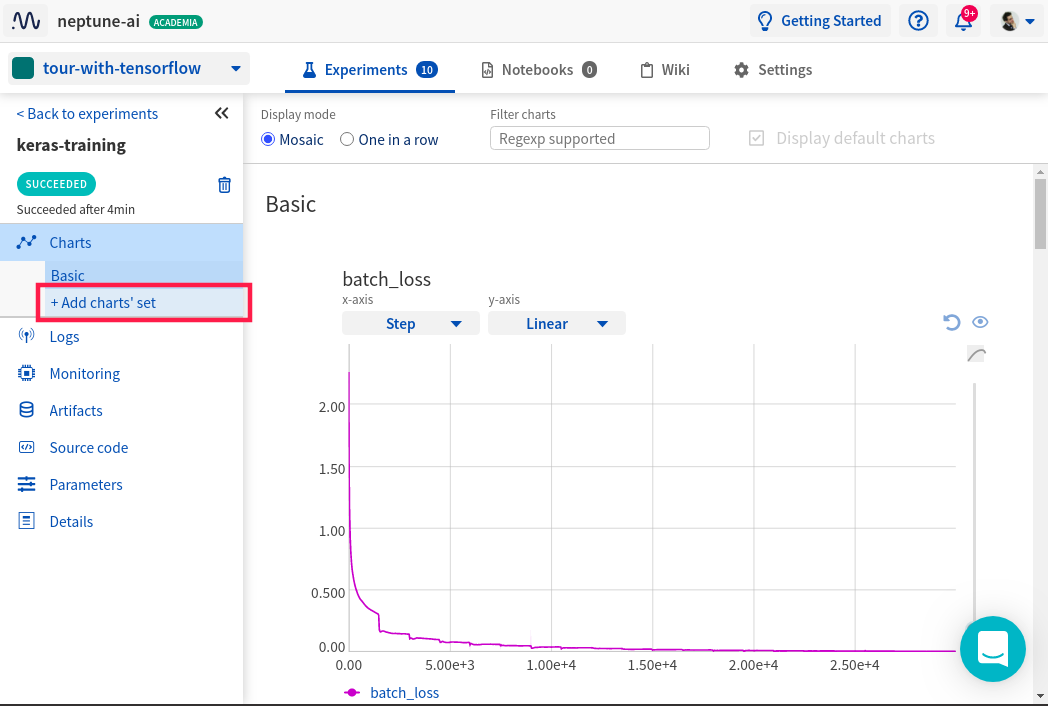 neptune-ai ACADEMIA
Getting Started
9+
tour-with-tensorflow
Experiments 10
Notebooks 0
Wiki
Settings
< Back to experiments
keras-training
SUCCEEDED
Succeeded after 4min
Charts
Basic
+ Add charts' set
Logs
Monitoring
Artifacts
Source code
Parameters
Details
Display mode
Mosaic
One in a row
Filter charts
Regexp supported
Display default charts
Basic
batch_loss
x-axis
y-axis
Step
Linear
2.00
1.50
1.00
0.500
0.00
0.00 5.00e+3 1.00e+4 1.50e+4 2.00e+4 2.50e+4
batch_loss